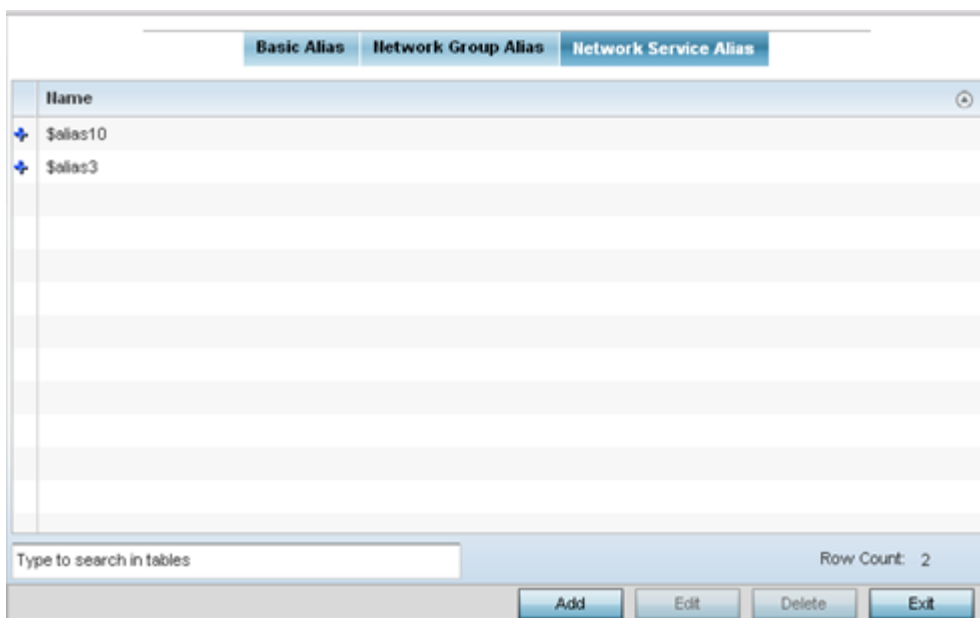 Basic Alias Network Group Alias Network Service Alias
Name
$alias10
$alias3
Type to search in tables Row Count: 2
Add Edit Delete Exit